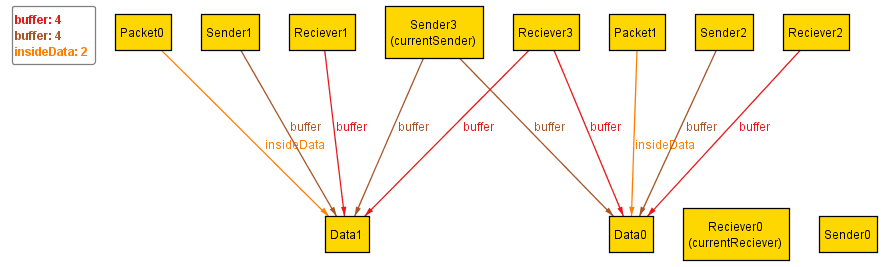 buffer: 4
buffer: 4
insideData: 2
Packet0
Sender1
Reciever1
Sender3
(currentSender)
Reciever3
Packet1
Sender2
Reciever2
buffer
buffer
buffer
buffer
buffer
buffer
buffer
buffer
insideData
insideData
Data1
Data0
Reciever0
(currentReciever)
Sender0